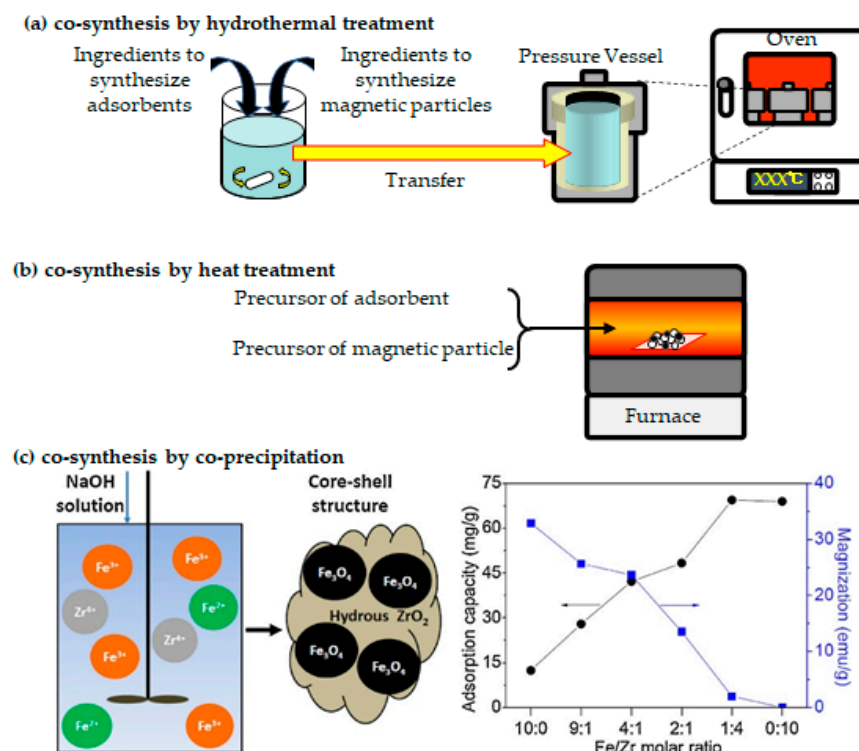 (a) co-synthesis by hydrothermal treatment
Ingredients to
synthesize
adsorbents
Ingredients to
synthesize
magnetic particles
Transfer
Pressure Vessel
Oven
XXX℃
(b) co-synthesis by heat treatment
Precursor of adsorbent
Precursor of magnetic particle
Furnace
(c) co-synthesis by co-precipitation
NaOH
solution
Fe³⁺
Fe³⁺
Zr⁴⁺
Fe²⁺
Zr⁴⁺
Fe³⁺
Fe²⁺
Fe³⁺
Core-shell
structure
Fe₃O₄
Fe₃O₄
Hydrous ZrO₂
Fe₃O₄
Fe₃O₄
Adsorption capacity (mg/g)
75
60
45
30
15
0
10:0 9:1 4:1 2:1 1:4 0:10
Fe/Zr molar ratio
40
30
20
10
0
Magnization (emu/g)